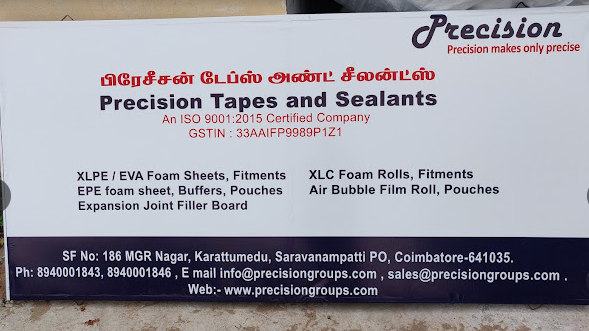 Precision
Precision makes only precise
பிரேசீசன் டேப்ஸ் அண்ட் சீலன்ட்ஸ்
Precision Tapes and Sealants
An ISO 9001:2015 Certified Company
GSTIN : 33AAIFP9989P1Z1
XLPE / EVA Foam Sheets, Fitments
XLC Foam Rolls, Fitments
EPE foam sheet, Buffers, Pouches
Air Bubble Film Roll, Pouches
Expansion Joint Filler Board
SF No: 186 MGR Nagar, Karattumedu, Saravanampatti PO, Coimbatore-641035.
Ph: 8940001843, 8940001846 , E mail info@precisiongroups.com , sales@precisiongroups.com .
Web:- www.precisiongroups.com